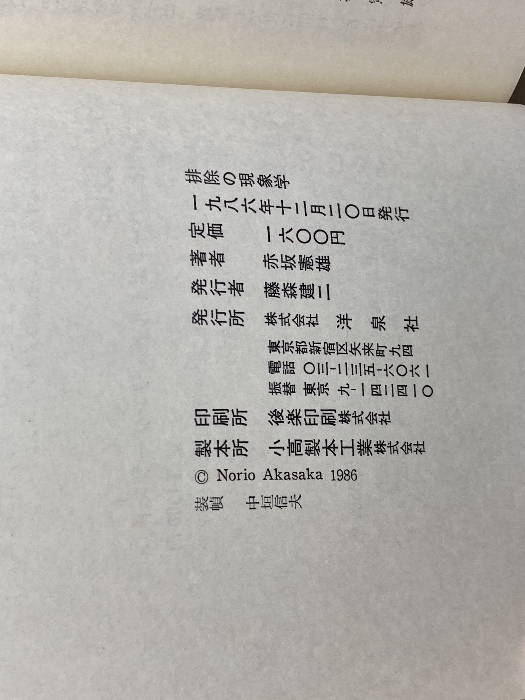 排除の現象学
一九八六年十二月二〇日発行
定価 一六〇〇円
著者 赤坂憲雄
発行者 藤森建二
発行所 株式会社 洋泉社
東京都新宿区矢来町九四
電話 〇三-二三五-六〇六一
振替 東京 九-一四二四一〇
印刷所 後楽印刷株式会社
製本所 小高製本工業株式会社
© Norio Akasaka 1986
装幀 中垣信夫